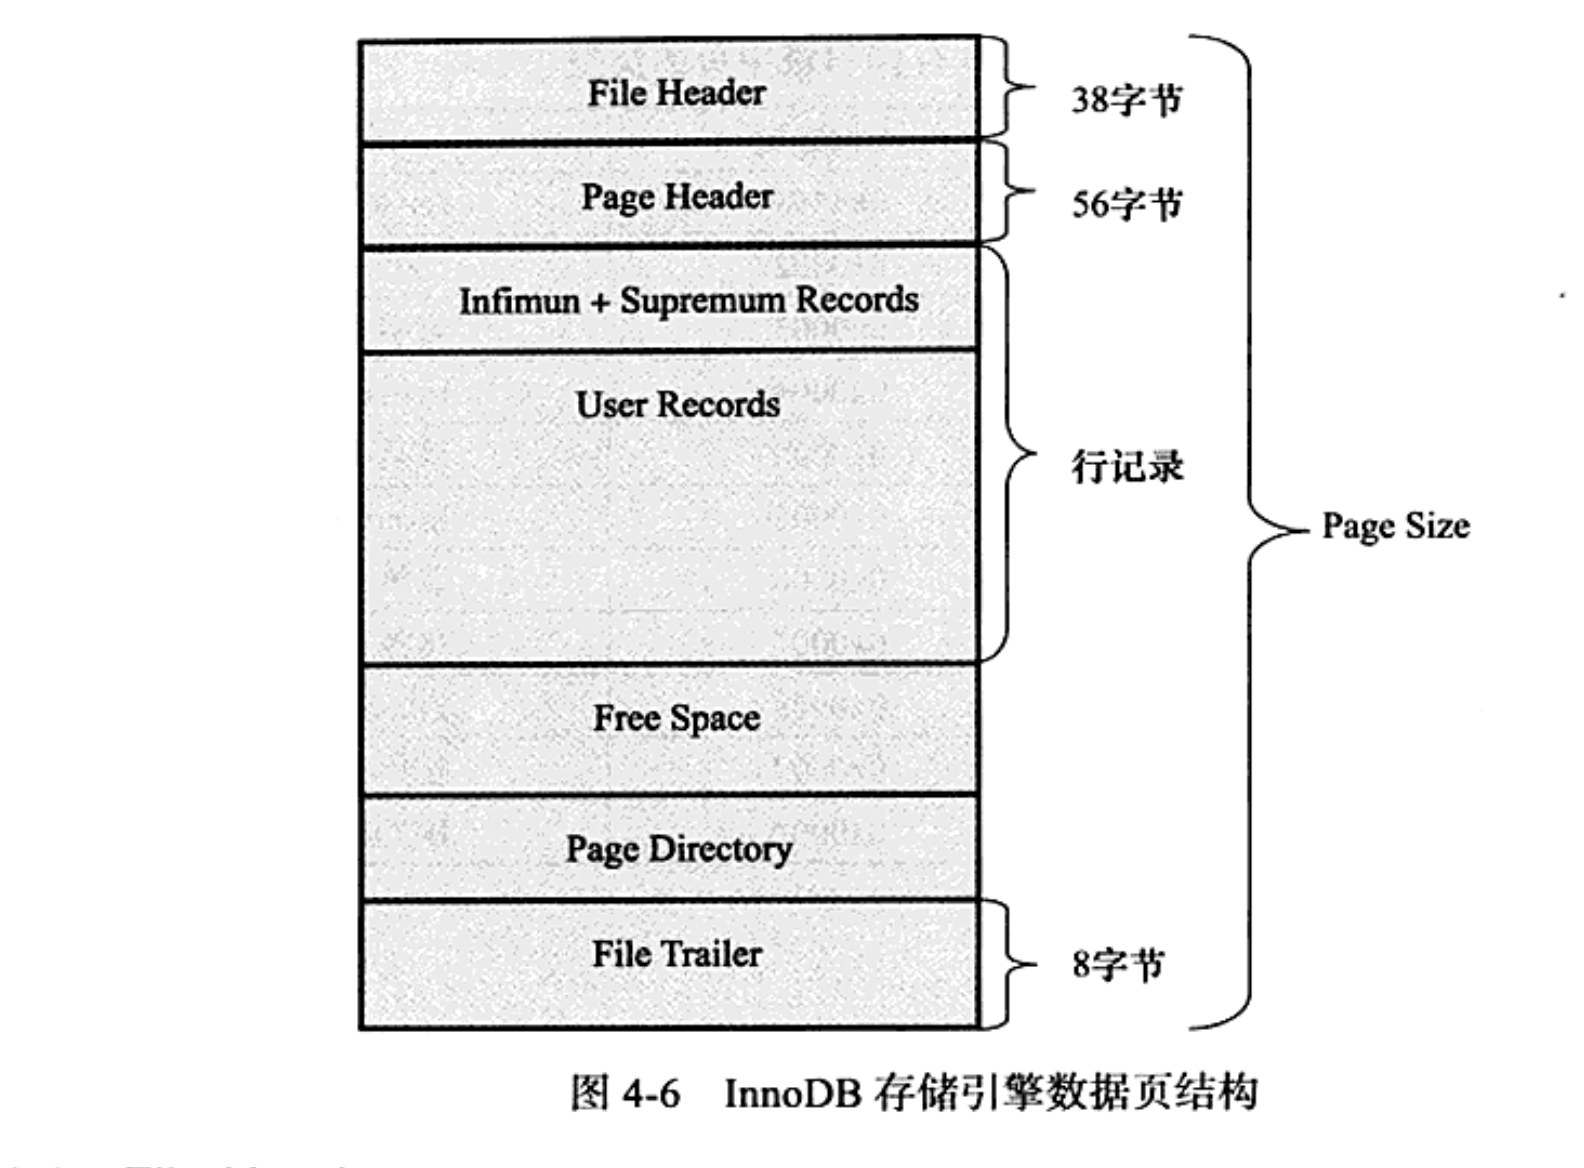 File Header
38字节
Page Header
56字节
Infimun + Supremum Records
User Records
行记录
Page Size
Free Space
Page Directory
File Trailer
8字节
图 4-6 InnoDB 存储引擎数据页结构